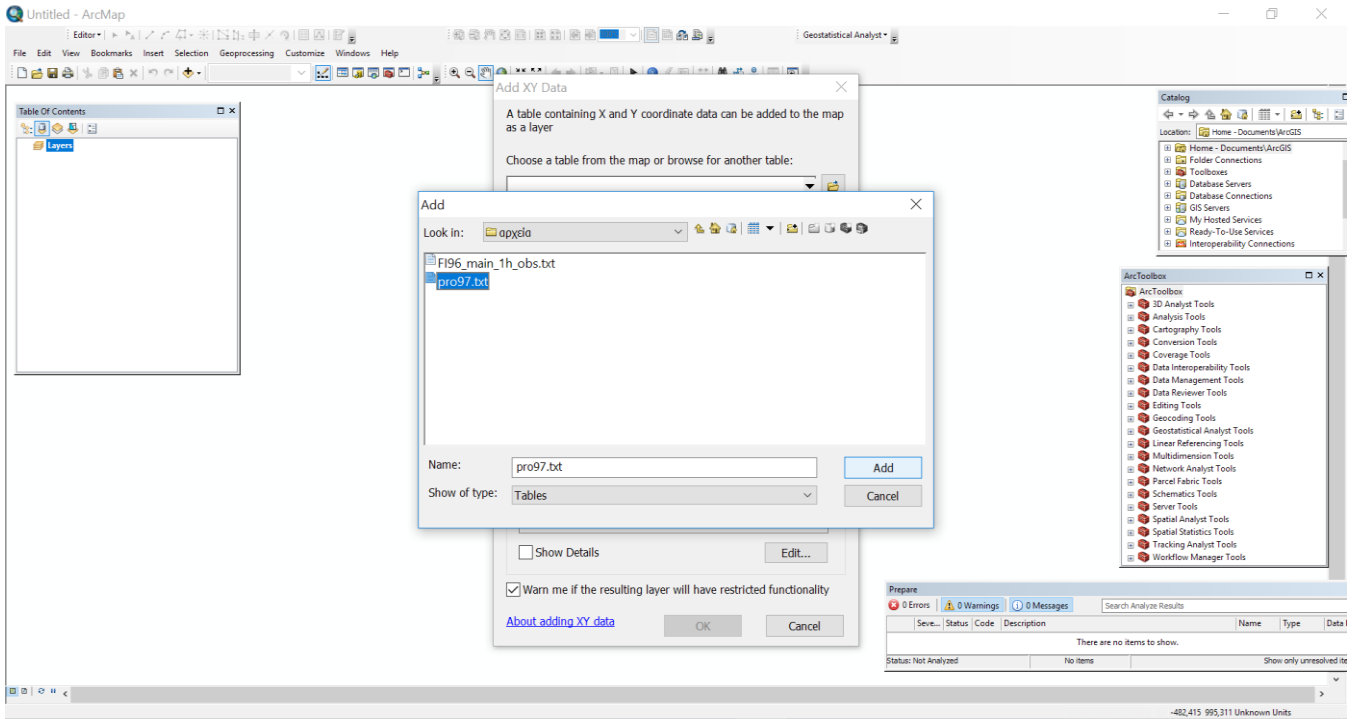 Untitled - ArcMap
Editor
Geostatistical Analyst
File Edit View Bookmarks Insert Selection Geoprocessing Customize Windows Help
Table Of Contents
Layers
Add XY Data
A table containing X and Y coordinate data can be added to the map
as a layer
Choose a table from the map or browse for another table:
Add
Look in: αρχεία
FI96_main_1h_obs.txt
pro97.txt
Name: pro97.txt Add
Show of type: Tables Cancel
Show Details Edit...
Warn me if the resulting layer will have restricted functionality
About adding XY data OK Cancel
Catalog
Location: Home - Documents\ArcGIS
Home - Documents\ArcGIS
Folder Connections
Toolboxes
Database Servers
Database Connections
GIS Servers
My Hosted Services
Ready-To-Use Services
Interoperability Connections
ArcToolbox
ArcToolbox
3D Analyst Tools
Analysis Tools
Cartography Tools
Conversion Tools
Coverage Tools
Data Interoperability Tools
Data Management Tools
Data Reviewer Tools
Editing Tools
Geocoding Tools
Geostatistical Analyst Tools
Linear Referencing Tools
Multidimension Tools
Network Analyst Tools
Parcel Fabric Tools
Schematics Tools
Server Tools
Spatial Analyst Tools
Spatial Statistics Tools
Tracking Analyst Tools
Workflow Manager Tools
Prepare
0 Errors 0 Warnings 0 Messages Search Analyze Results
Seve... Status Code Description Name Type Data
There are no items to show.
Status: Not Analyzed No items Show only unresolved ite
-482,415 995,311 Unknown Units